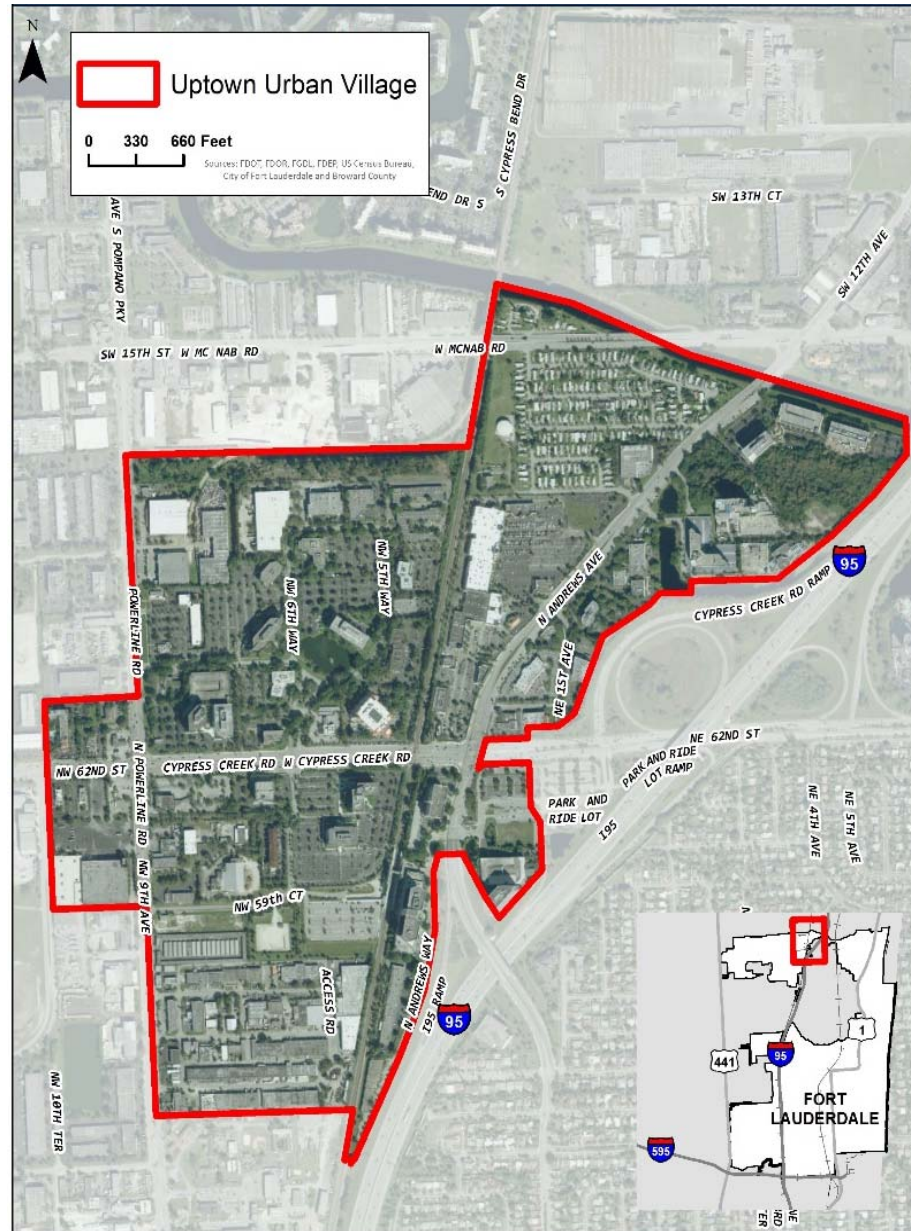 N
Uptown Urban Village
0 330 660 Feet
Sources: FDOT, FDOR, FGDL, FDEP, US Census Bureau,
City of Fort Lauderdale and Broward County
S CYPRESS BEND DR
BEND DR S
SW 13TH CT
SW 12TH AVE
AVE S POMPANO PKY
SW 15TH ST W MC NAB RD
W MCNAB RD
POWERLINE RD
NW 6TH WAY
NW 5TH WAY
N ANDREWS AVE
95
CYPRESS CREEK RD RAMP
NE 1ST AVE
NE 62ND ST
NW 62ND ST
CYPRESS CREEK RD W CYPRESS CREEK RD
PARK AND RIDE
LOT RAMP
PARK AND
RIDE LOT
I95
N POWERLINE RD
NW 9TH AVE
NE 4TH AVE
NE 5TH AVE
NW 59th CT
ACCESS RD
N ANDREWS WAY
I95 RAMP
95
NW 10TH TER
441
1
95
FORT
LAUDERDALE
595